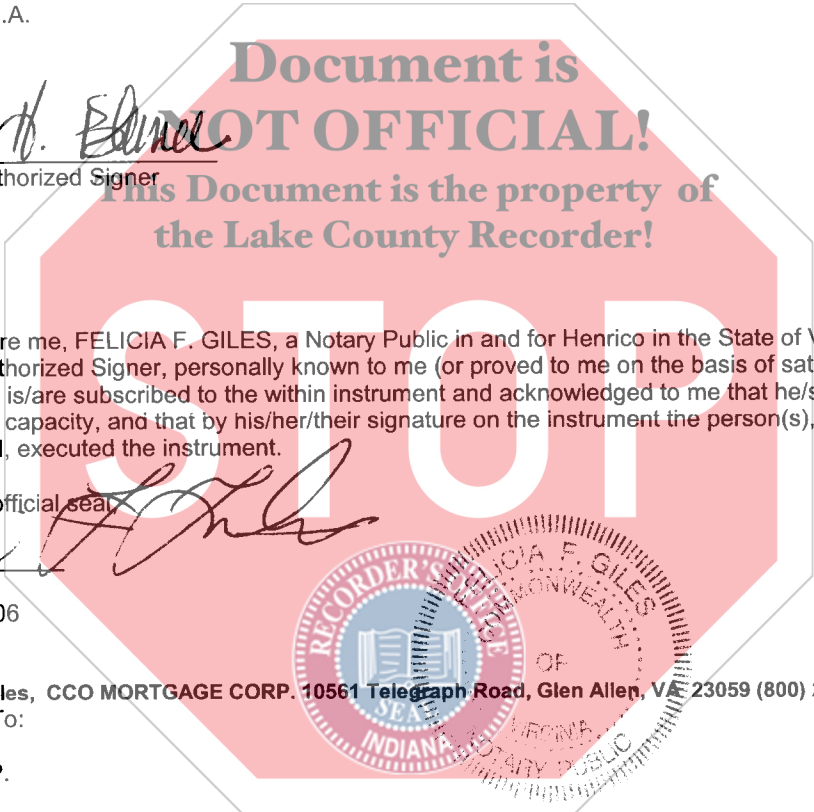 .A.
Document is
NOT OFFICIAL!
This Document is the property of
the Lake County Recorder!
H.
thorized Signer
STOP
re me, FELICIA F. GILES, a Notary Public in and for Henrico in the State of V
thorized Signer, personally known to me (or proved to me on the basis of sat
is/are subscribed to the within instrument and acknowledged to me that he/s
capacity, and that by his/her/their signature on the instrument the person(s),
, executed the instrument.
official seal
06
RECORDER'S OFFICE
SEAL
INDIANA
ICIA F. GILES
MONWEALTH
OF
VIRGINIA
NOTARY PUBLIC
les, CCO MORTGAGE CORP. 10561 Telegraph Road, Glen Allen, VA 23059 (800)
To: